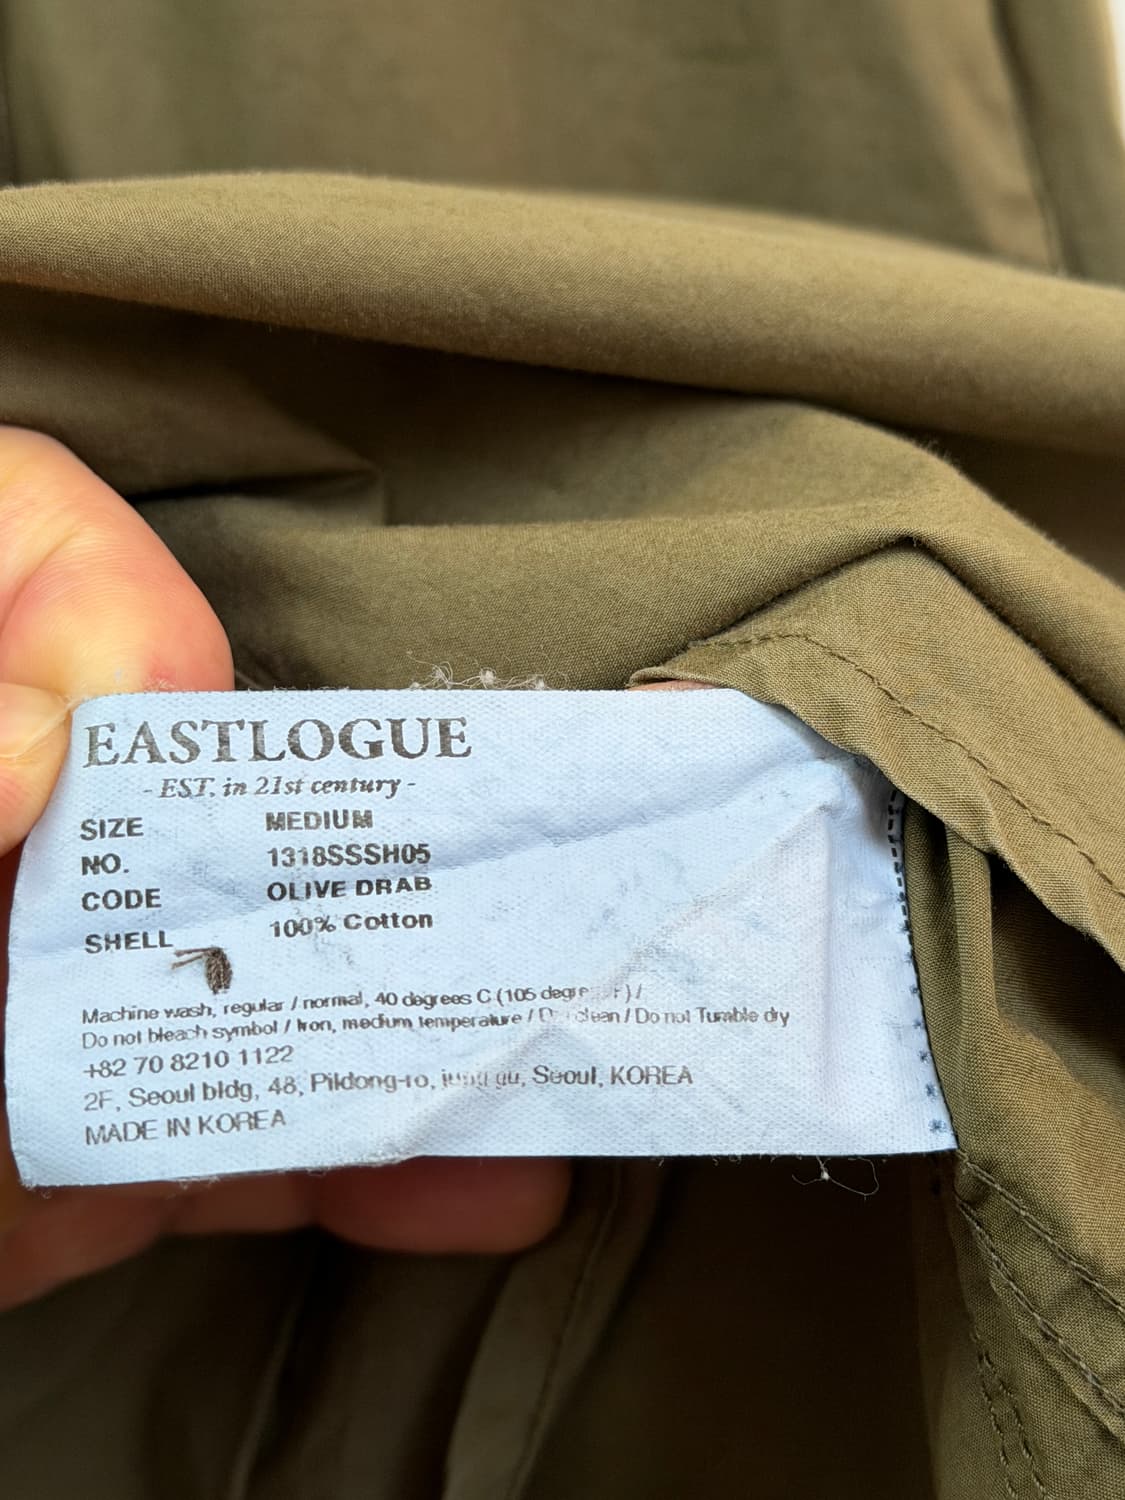 EASTLOGUE
- EST. in 21st century -
SIZE MEDIUM
NO. 1318SSSH05
CODE OLIVE DRAB
SHELL 100% Cotton
Machine wash, regular / normal, 40 degrees C (105 F) /
Do not bleach symbol / Iron, medium temperature / clean / Do not Tumble dry
+82 70 8210 1122
2F, Seoul bldg, 48, Pildong-ro, gu, Seoul, KOREA
MADE IN KOREA